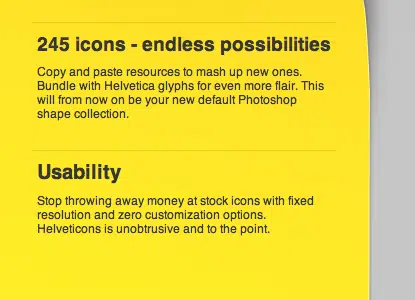 245 icons - endless possibilities
Copy and paste resources to mash up new ones.
Bundle with Helvetica glyphs for even more flair. This
will from now on be your new default Photoshop
shape collection.
Usability
Stop throwing away money at stock icons with fixed
resolution and zero customization options.
Helveticons is unobtrusive and to the point.